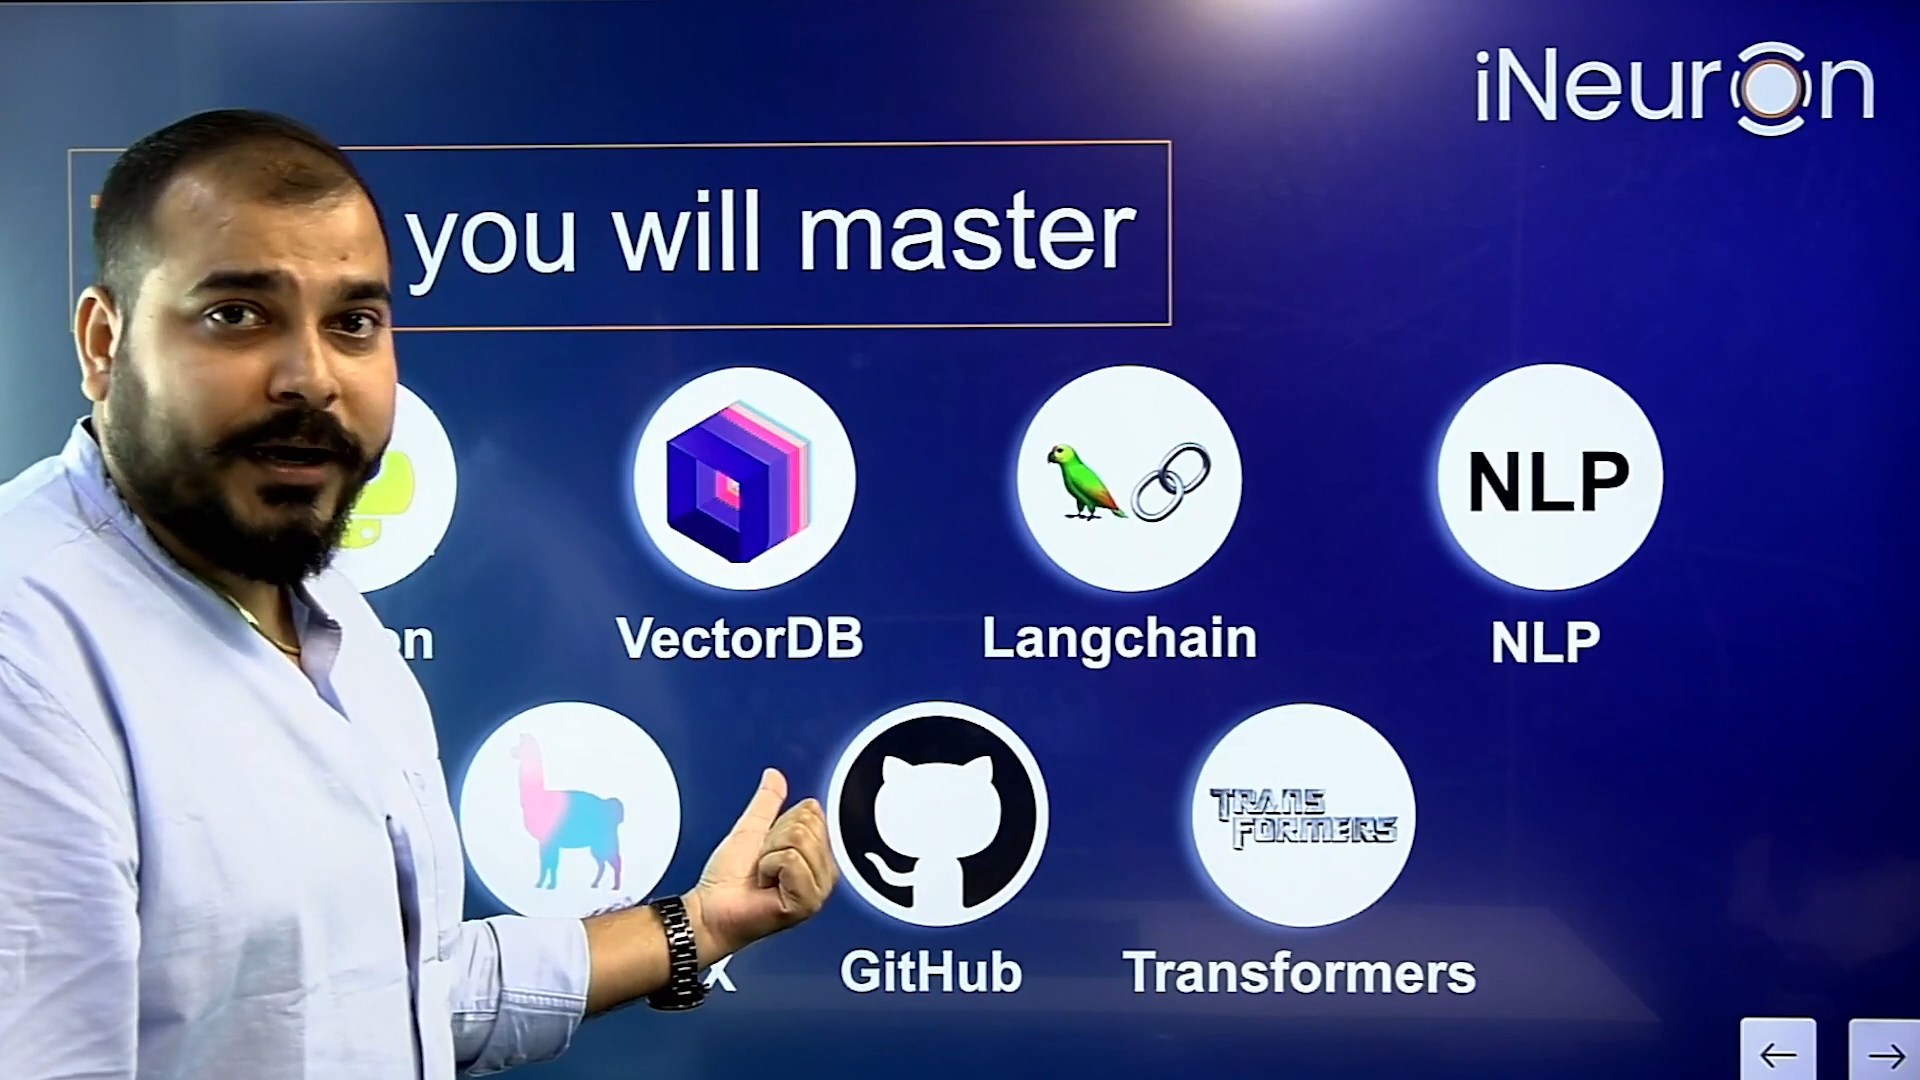 iNeuron
you will master
NLP
VectorDB
Langchain
NLP
TRANS
FORMERS
GitHub
Transformers